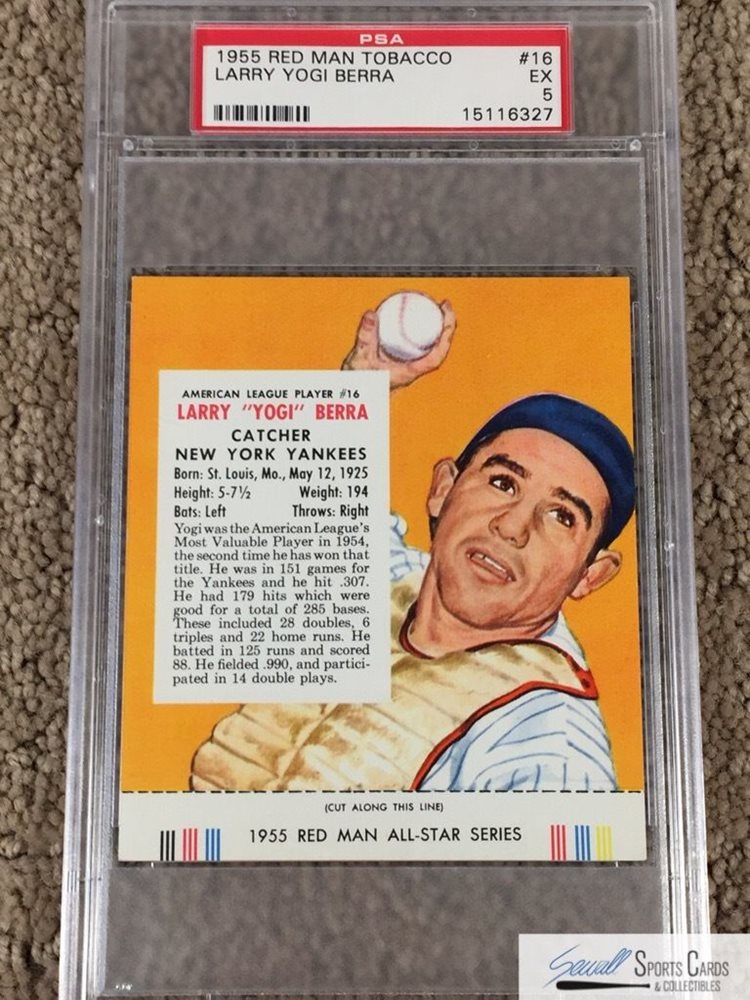 PSA
1955 RED MAN TOBACCO #16
LARRY YOGI BERRA EX
5
15116327
AMERICAN LEAGUE PLAYER #16
LARRY "YOGI" BERRA
CATCHER
NEW YORK YANKEES
Born: St. Louis, Mo., May 12, 1925
Height: 5-7½ Weight: 194
Bats: Left Throws: Right
Yogi was the American League's
Most Valuable Player in 1954,
the second time he has won that
title. He was in 151 games for
the Yankees and he hit .307.
He had 179 hits which were
good for a total of 285 bases.
These included 28 doubles, 6
triples and 22 home runs. He
batted in 125 runs and scored
88. He fielded .990, and partici-
pated in 14 double plays.
(CUT ALONG THIS LINE)
1955 RED MAN ALL-STAR SERIES
Sewall SPORTS CARDS
& COLLECTIBLES